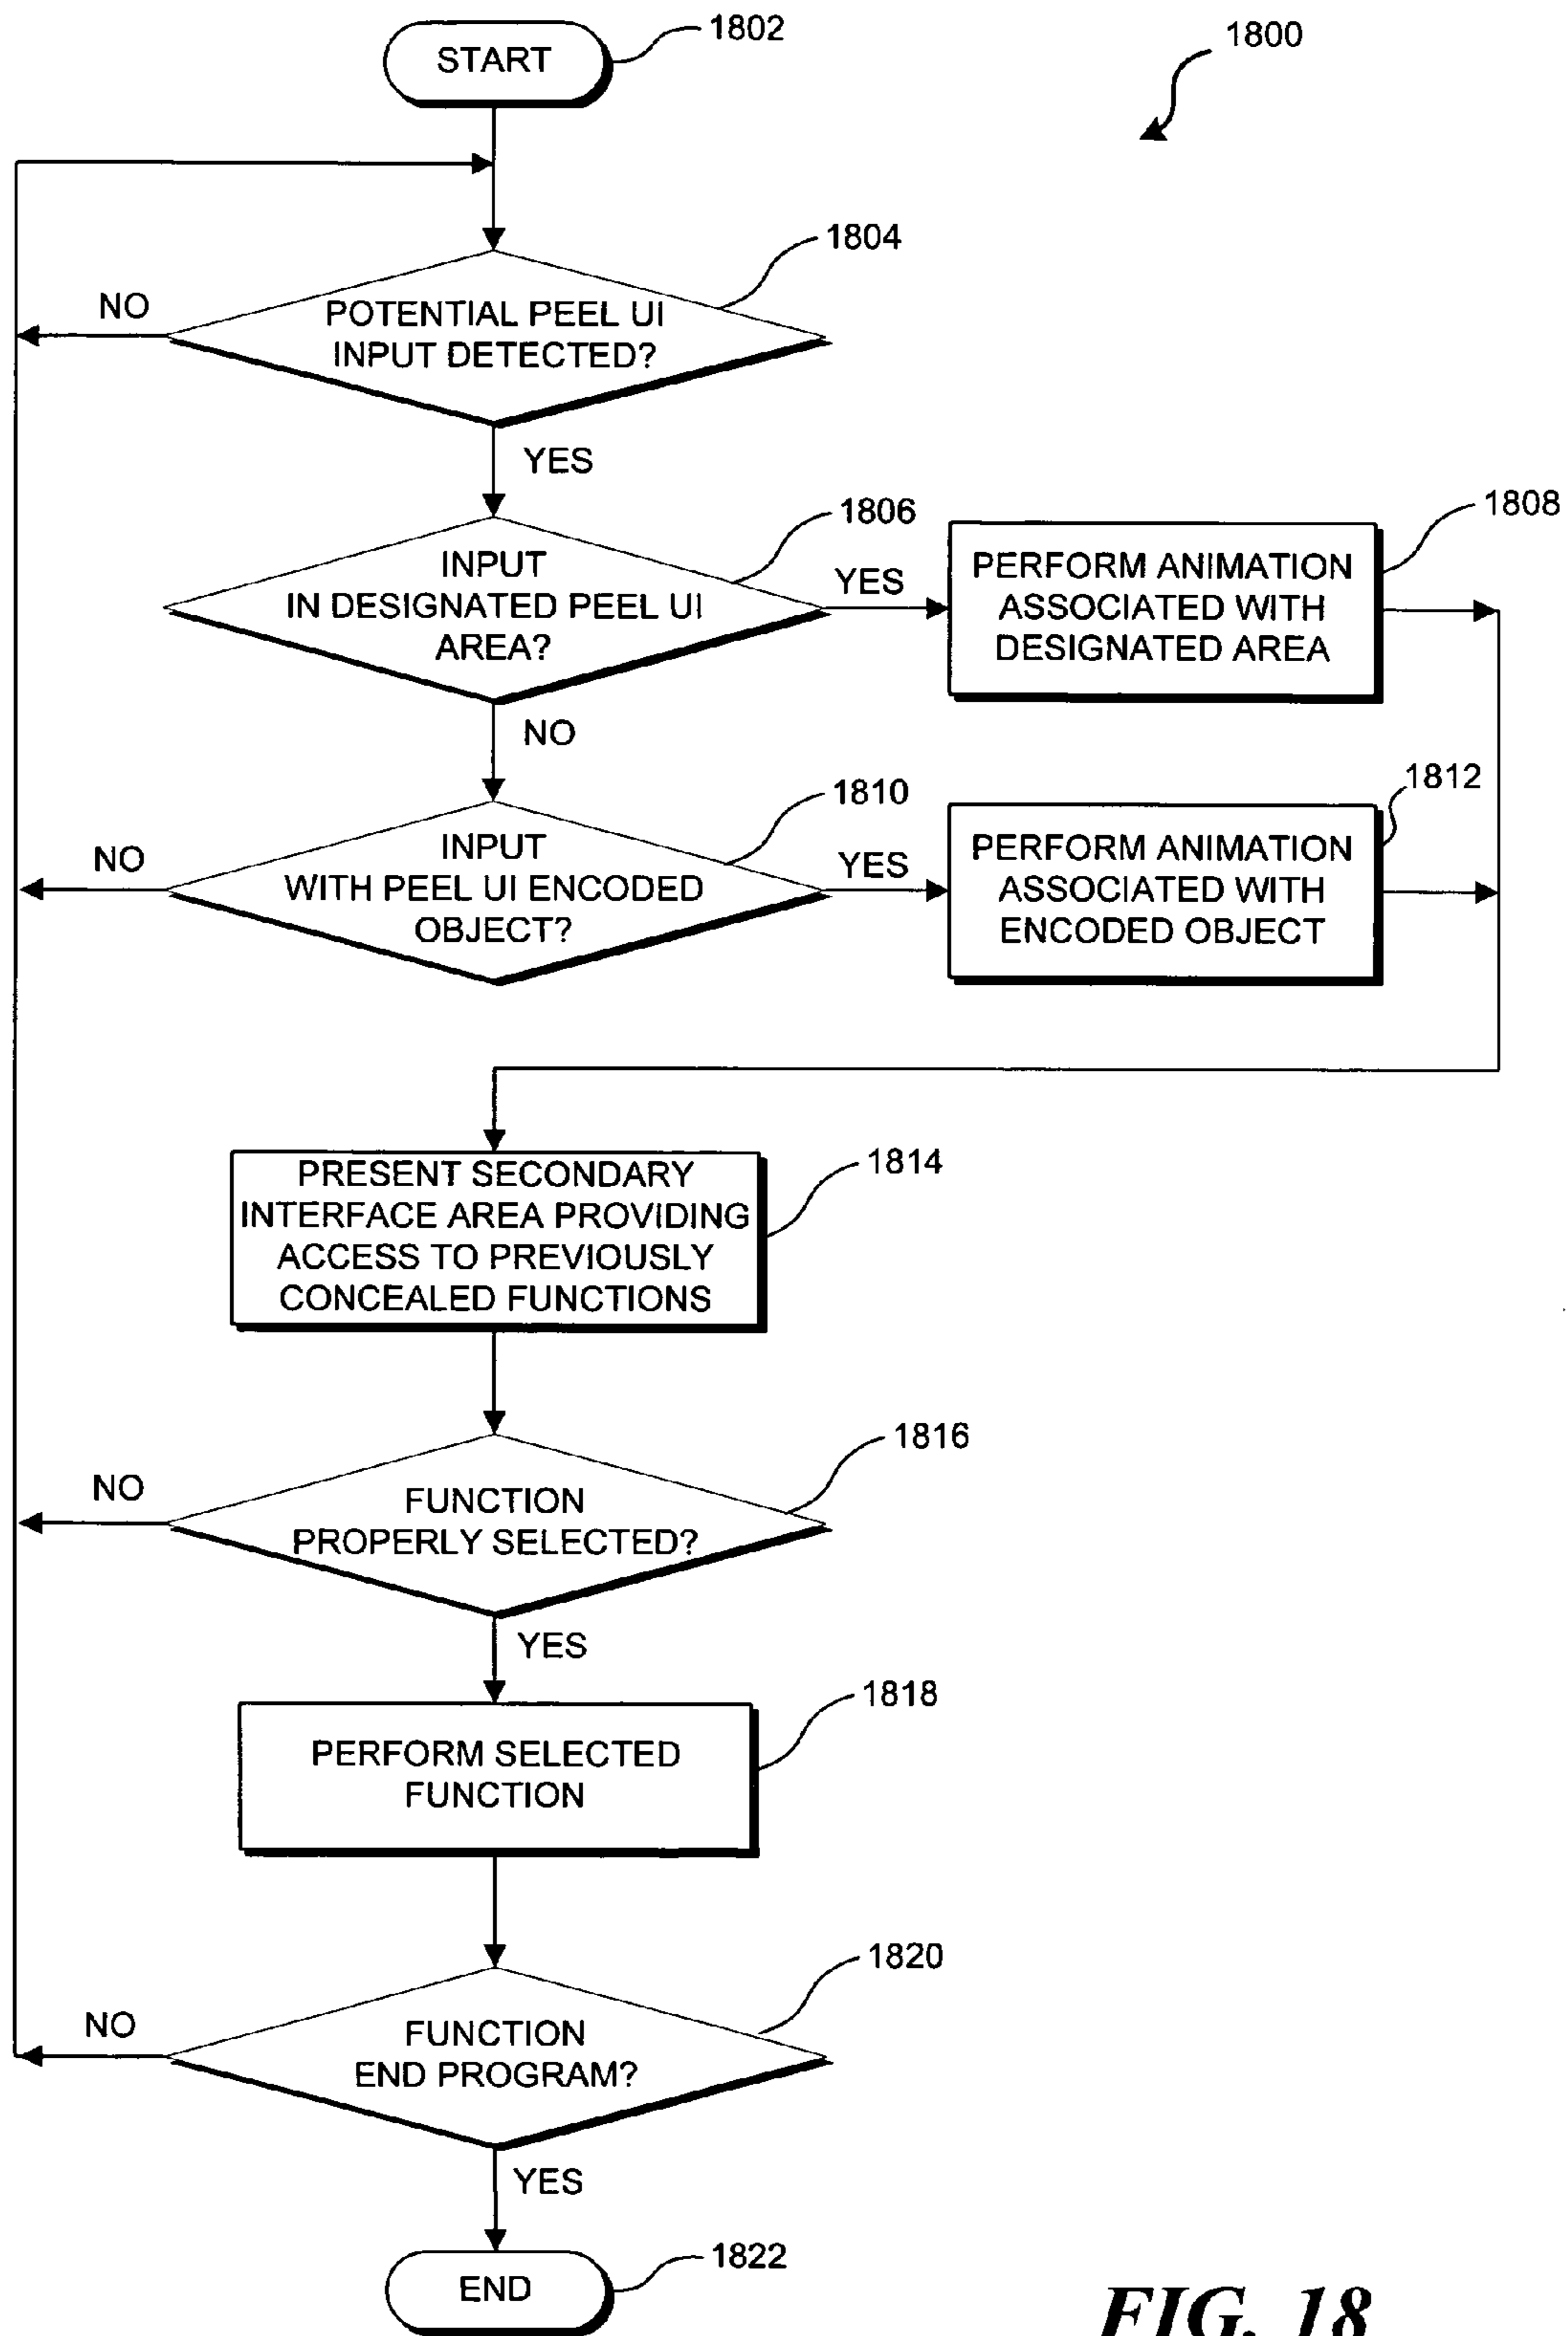 START
1802
1800
1804
NO
POTENTIAL PEEL UI
INPUT DETECTED?
YES
1806
INPUT
IN DESIGNATED PEEL UI
AREA?
YES
1808
PERFORM ANIMATION
ASSOCIATED WITH
DESIGNATED AREA
NO
1810
NO
INPUT
WITH PEEL UI ENCODED
OBJECT?
YES
1812
PERFORM ANIMATION
ASSOCIATED WITH
ENCODED OBJECT
PRESENT SECONDARY
INTERFACE AREA PROVIDING
ACCESS TO PREVIOUSLY
CONCEALED FUNCTIONS
1814
1816
NO
FUNCTION
PROPERLY SELECTED?
YES
1818
PERFORM SELECTED
FUNCTION
1820
NO
FUNCTION
END PROGRAM?
YES
END
1822
FIG. 18